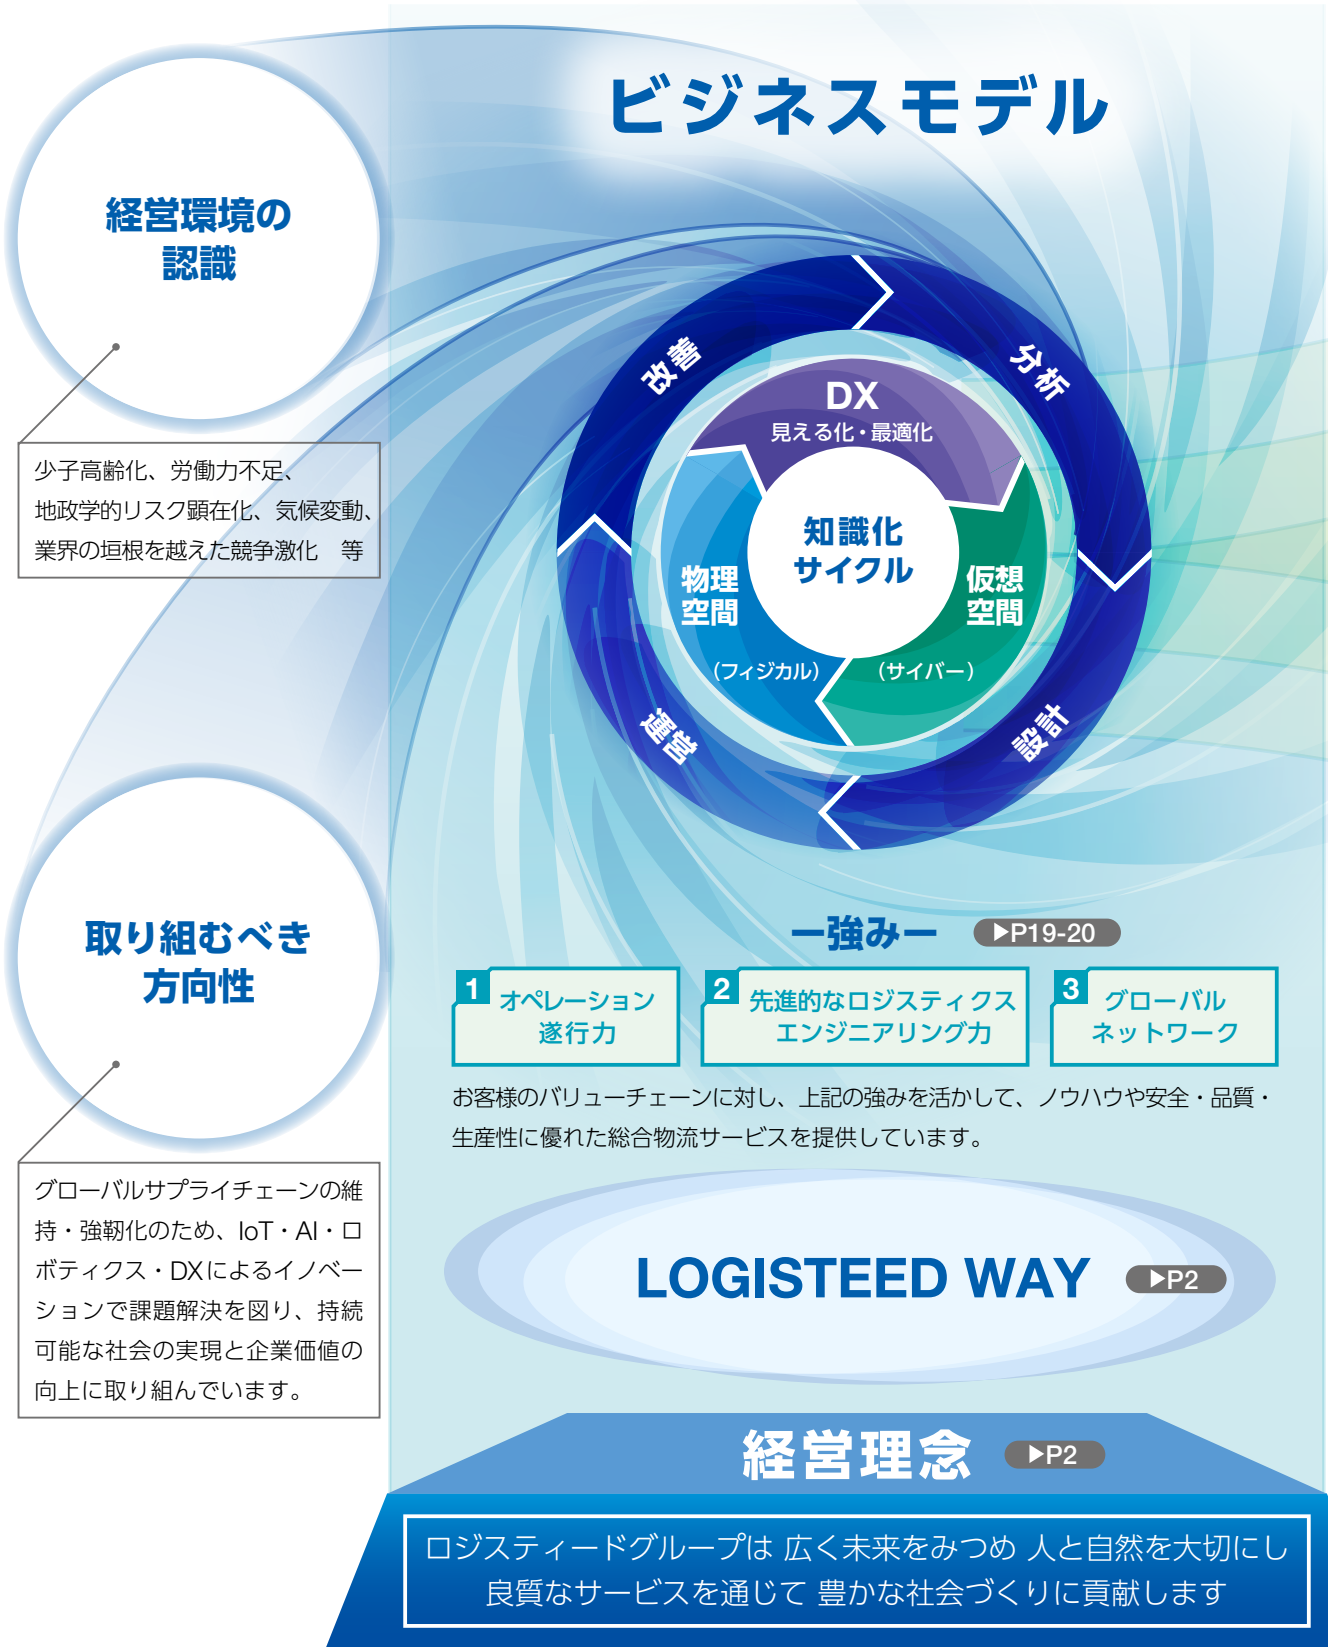 ビジネスモデル
経営環境の
認識
少子高齢化、労働力不足、
地政学的リスク顕在化、気候変動、
業界の垣根を越えた競争激化　等
改善
分析
DX
見える化・最適化
知識化
サイクル
物理
空間
（フィジカル）
仮想
空間
（サイバー）
運営
設計
取り組むべき
方向性
グローバルサプライチェーンの維
持・強靭化のため、IoT・AI・ロ
ボティクス・DXによるイノベー
ションで課題解決を図り、持続
可能な社会の実現と企業価値の
向上に取り組んでいます。
ー強みー ▶P19-20
1 オペレーション
遂行力
2 先進的なロジスティクス
エンジニアリング力
3 グローバル
ネットワーク
お客様のバリューチェーンに対し、上記の強みを活かして、ノウハウや安全・品質・
生産性に優れた総合物流サービスを提供しています。
LOGISTEED WAY ▶P2
経営理念 ▶P2
ロジスティードグループは 広く未来をみつめ 人と自然を大切にし
良質なサービスを通じて 豊かな社会づくりに貢献します